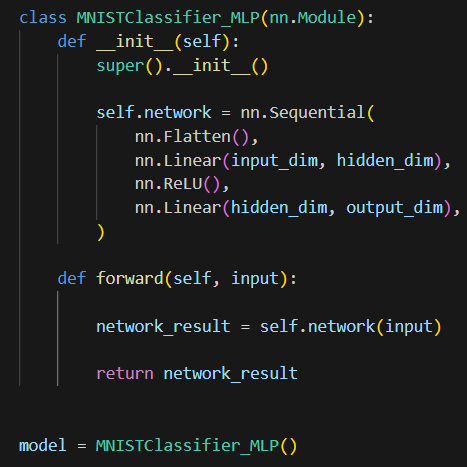 class MNISTClassifier_MLP(nn.Module):
    def __init__(self):
        super().__init__()
        self.network = nn.Sequential(
            nn.Flatten(),
            nn.Linear(input_dim, hidden_dim),
            nn.ReLU(),
            nn.Linear(hidden_dim, output_dim),
        )
    def forward(self, input):
        network_result = self.network(input)
        return network_result
model = MNISTClassifier_MLP()